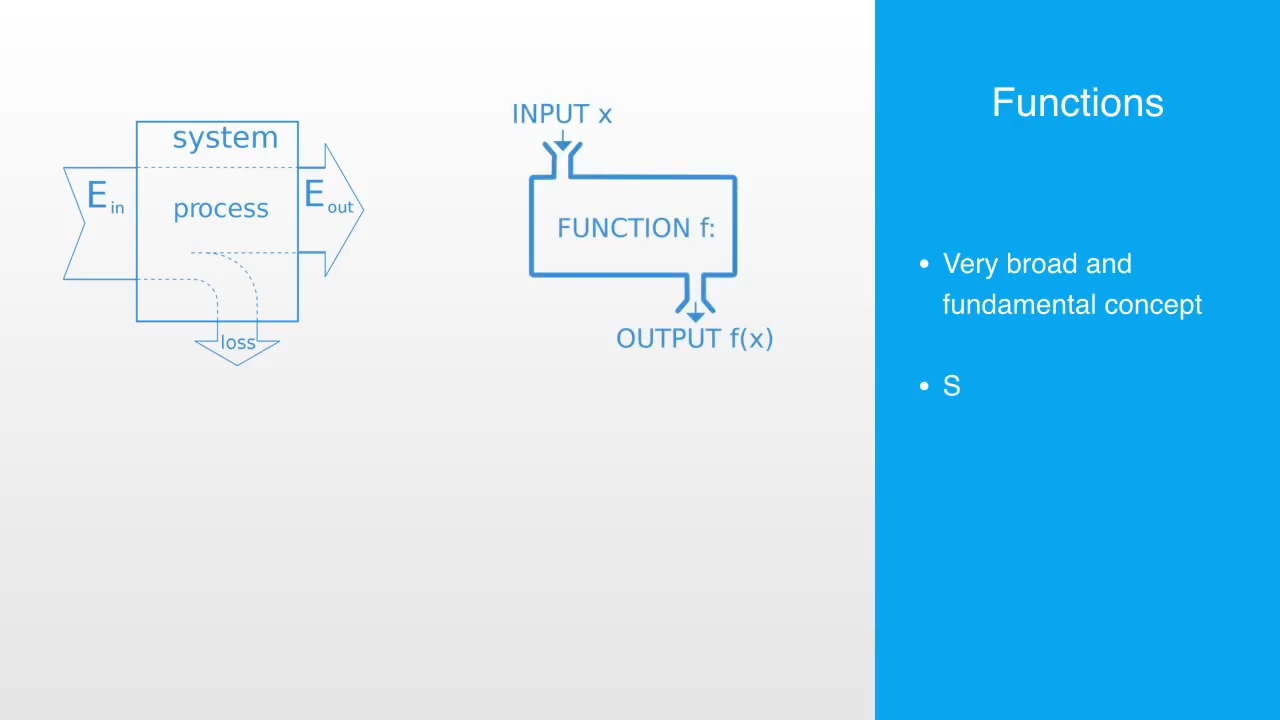 system
E in
process
E out
loss
INPUT x
FUNCTION f:
OUTPUT f(x)
Functions
• Very broad and
fundamental concept
• S